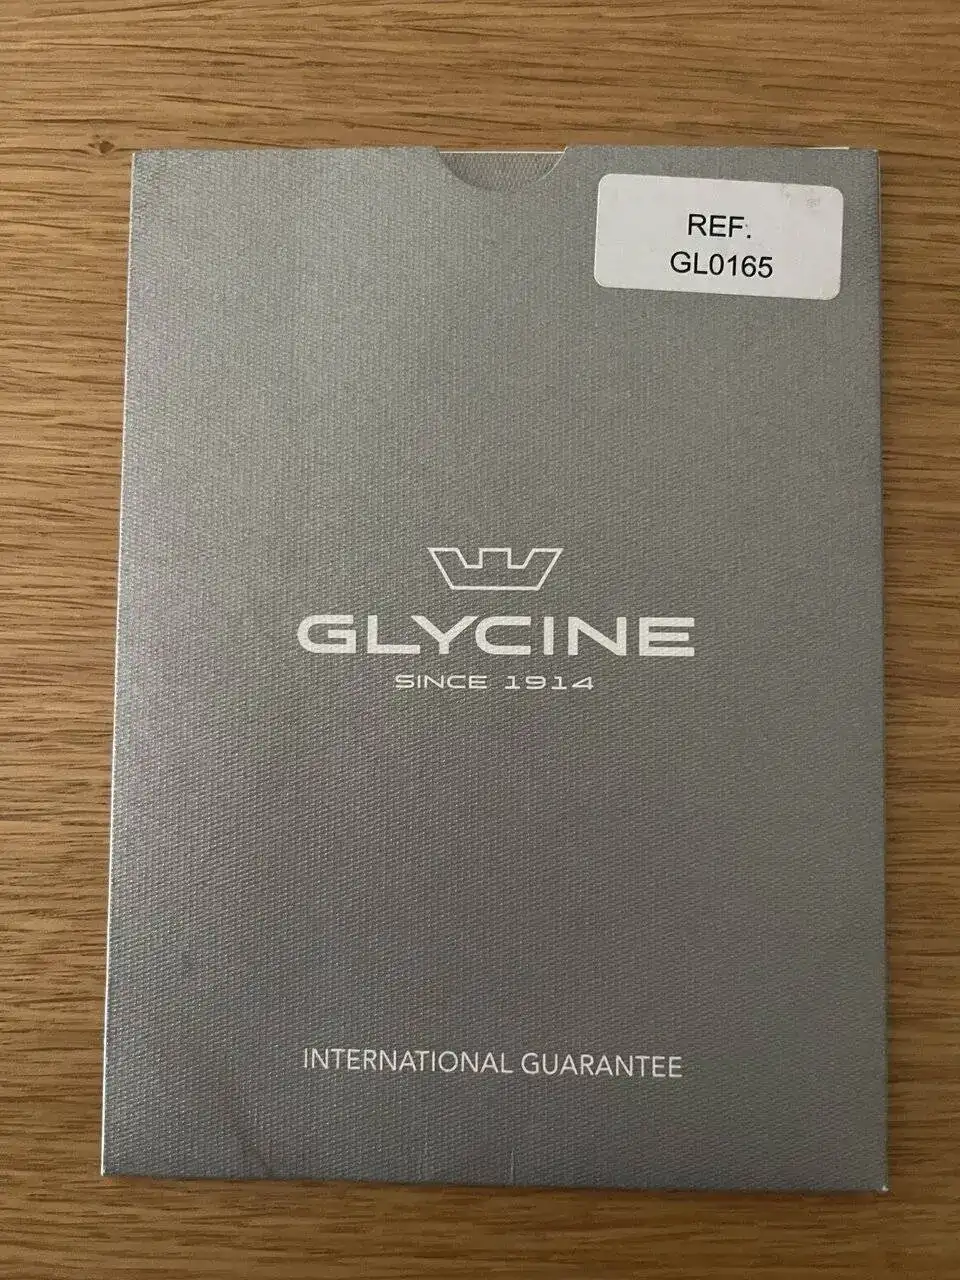 REF.
GL0165
GLYCINE
SINCE 1914
INTERNATIONAL GUARANTEE